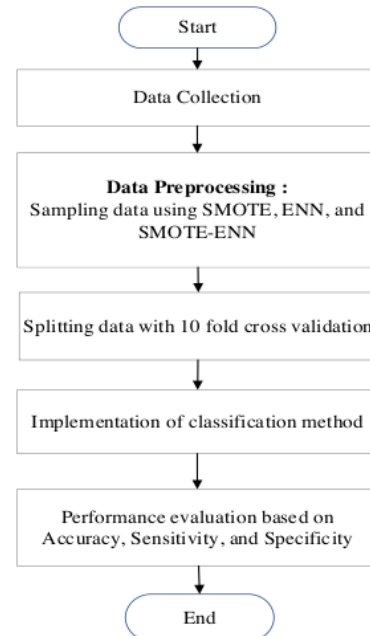 Start
Data Collection
Data Preprocessing :
Sampling data using SMOTE, ENN, and
SMOTE-ENN
Splitting data with 10 fold cross validation
Implementation of classification method
Performance evaluation based on
Accuracy, Sensitivity, and Specificity
End